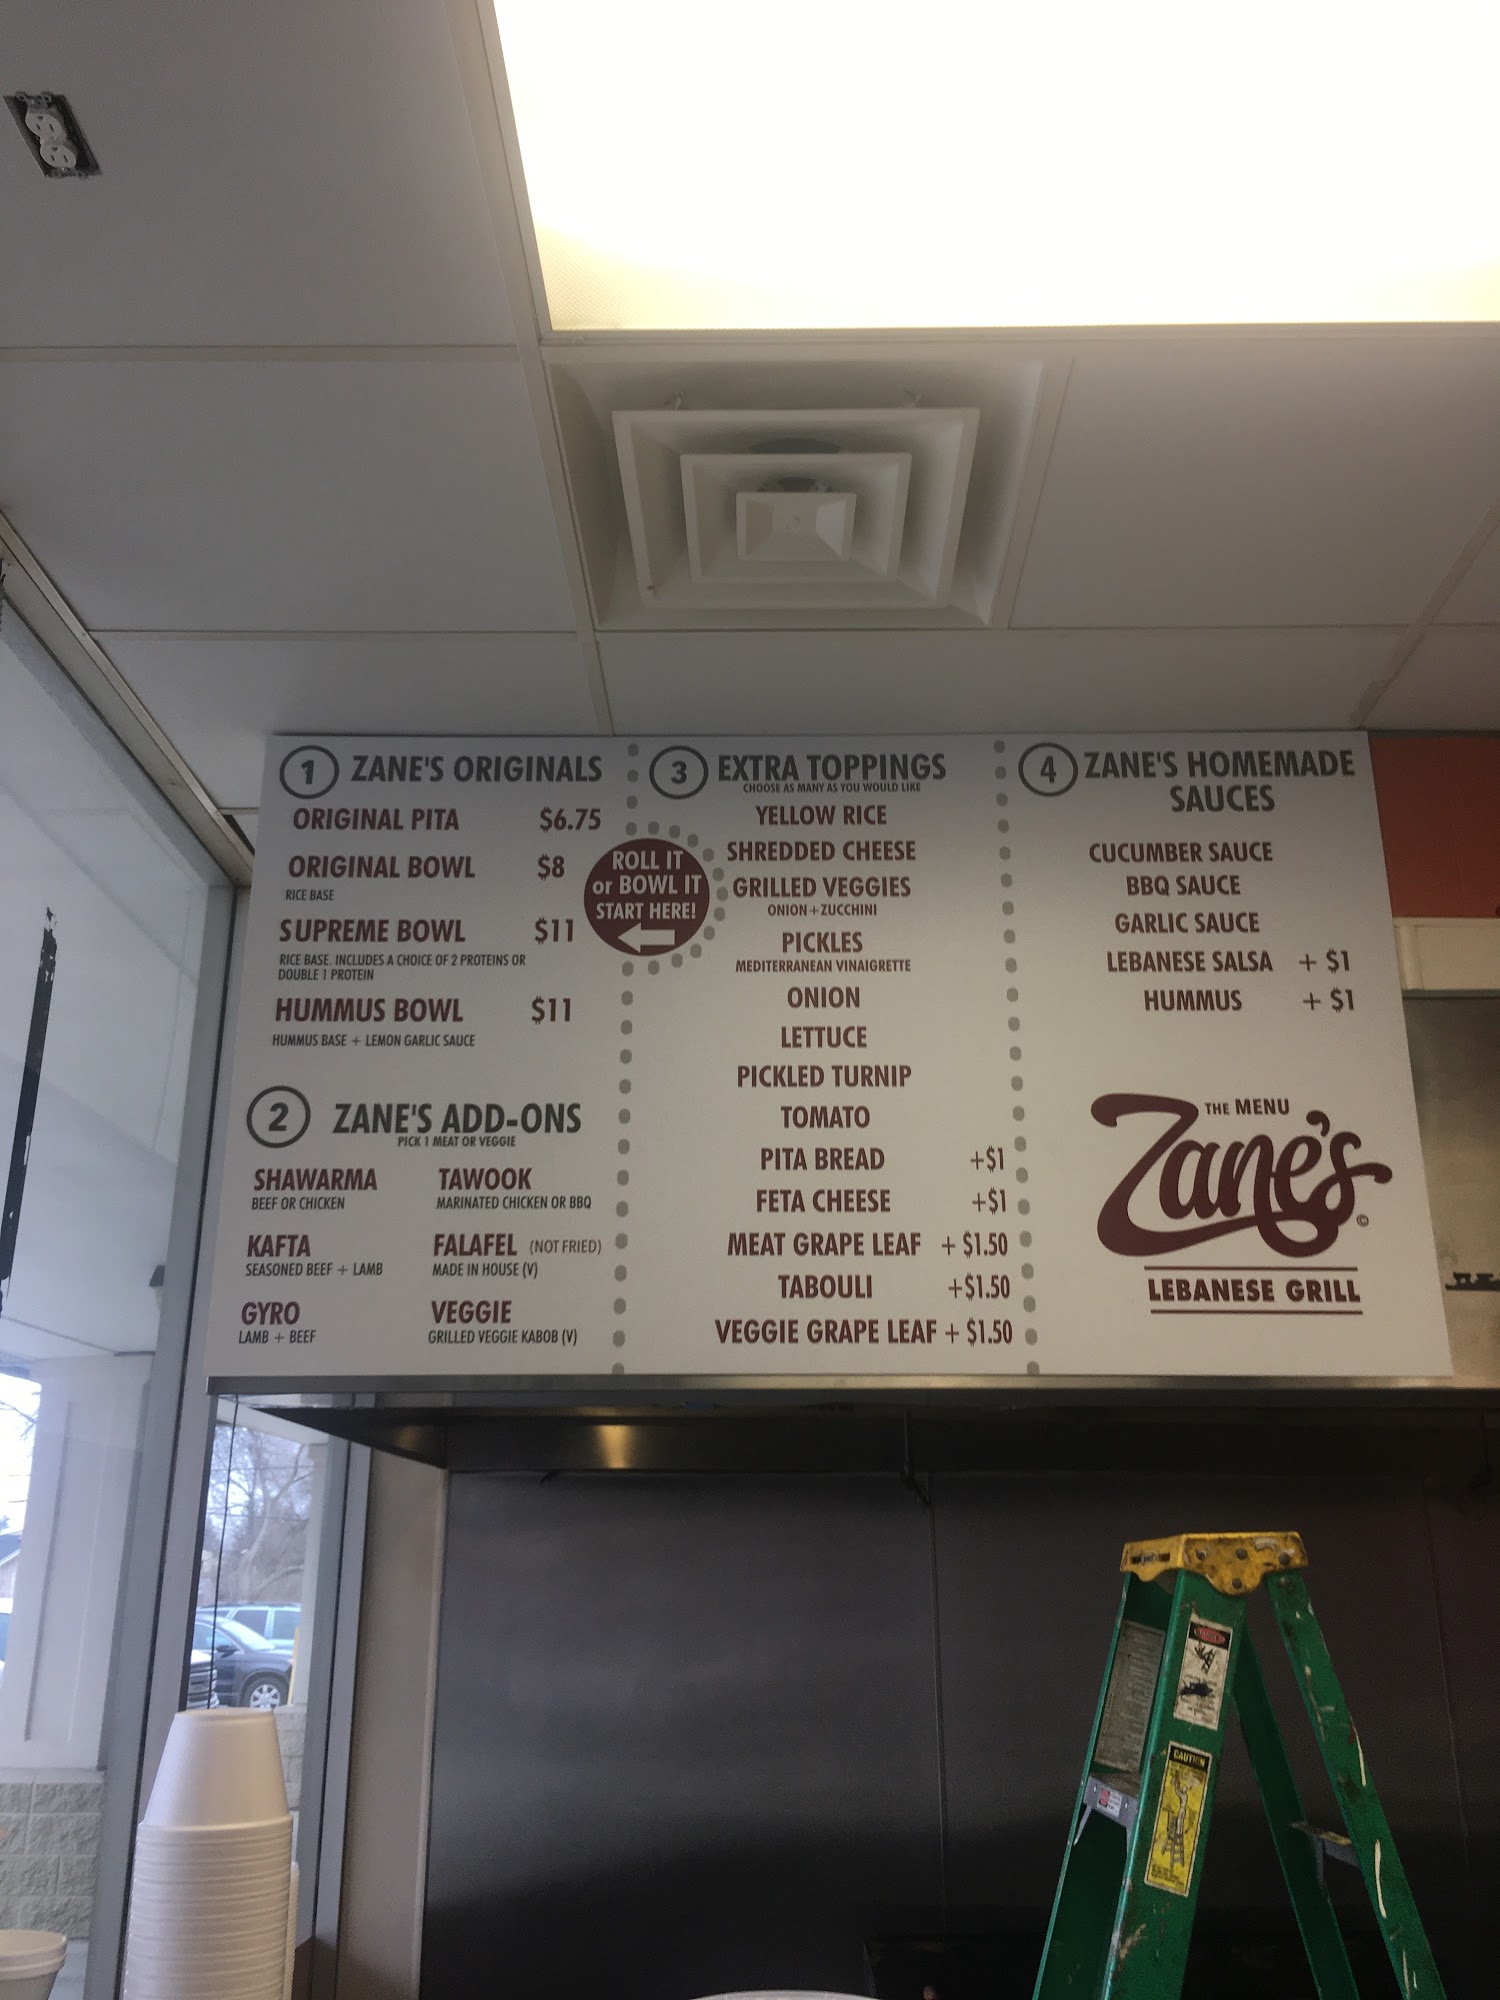 1 ZANE'S ORIGINALS
ORIGINAL PITA $6.75
ORIGINAL BOWL $8
RICE BASE
SUPREME BOWL $11
RICE BASE. INCLUDES A CHOICE OF 2 PROTEINS OR
DOUBLE 1 PROTEIN
HUMMUS BOWL $11
HUMMUS BASE + LEMON GARLIC SAUCE
ROLL IT
or BOWL IT
START HERE!
2 ZANE'S ADD-ONS
PICK 1 MEAT OR VEGGIE
SHAWARMA
BEEF OR CHICKEN
TAWOOK
MARINATED CHICKEN OR BBQ
KAFTA
SEASONED BEEF + LAMB
FALAFEL (NOT FRIED)
MADE IN HOUSE (V)
GYRO
LAMB + BEEF
VEGGIE
GRILLED VEGGIE KABOB (V)
3 EXTRA TOPPINGS
CHOOSE AS MANY AS YOU WOULD LIKE
YELLOW RICE
SHREDDED CHEESE
GRILLED VEGGIES
ONION+ZUCCHINI
PICKLES
MEDITERRANEAN VINAIGRETTE
ONION
LETTUCE
PICKLED TURNIP
TOMATO
PITA BREAD +$1
FETA CHEESE +$1
MEAT GRAPE LEAF + $1.50
TABOULI +$1.50
VEGGIE GRAPE LEAF + $1.50
4 ZANE'S HOMEMADE
SAUCES
CUCUMBER SAUCE
BBQ SAUCE
GARLIC SAUCE
LEBANESE SALSA + $1
HUMMUS + $1
THE MENU
Zane's ©
LEBANESE GRILL
CAUTION